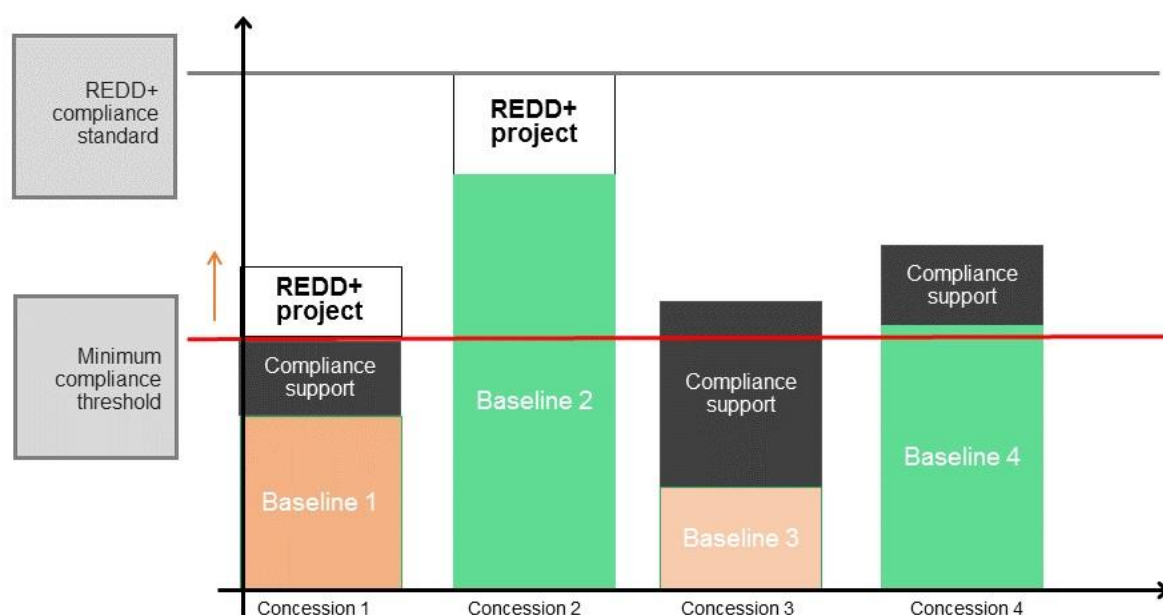 REDD+
compliance
standard
REDD+
project
REDD+
project
Minimum
compliance
threshold
Compliance
support
Baseline 1
Baseline 2
Compliance
support
Baseline 3
Compliance
support
Baseline 4
Concession 1
Concession 2
Concession 3
Concession 4